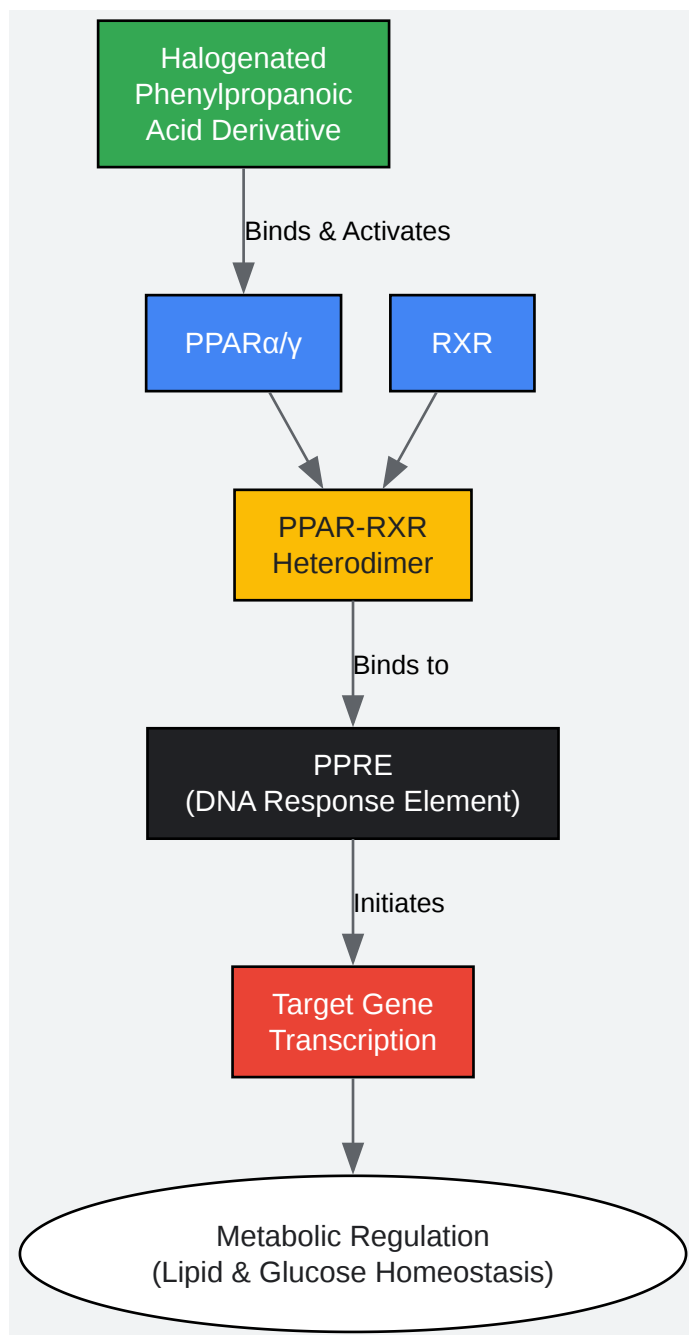 Halogenated
Phenylpropanoic
Acid Derivative
Binds & Activates
PPARα/γ
RXR
PPAR-RXR
Heterodimer
Binds to
PPRE
(DNA Response Element)
Initiates
Target Gene
Transcription
Metabolic Regulation
(Lipid & Glucose Homeostasis)